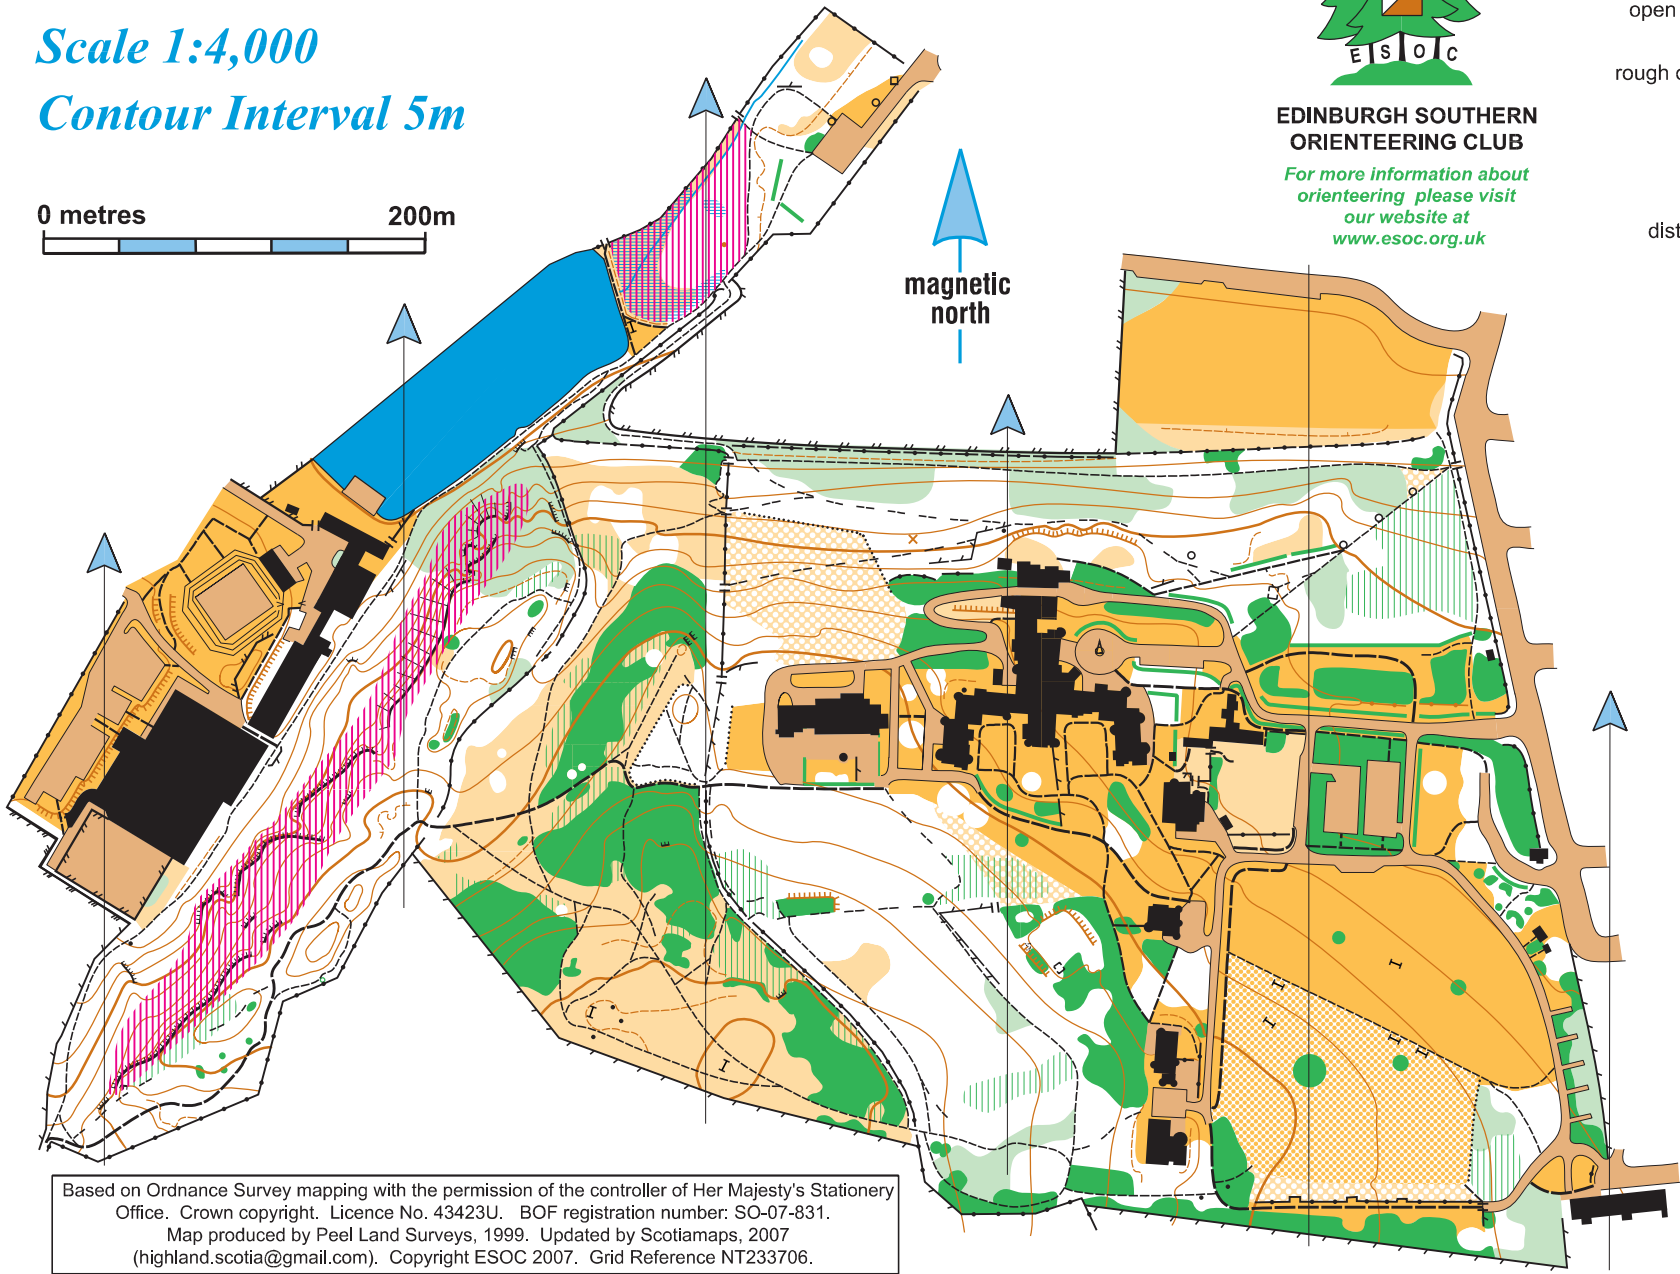 Scale 1:4,000
Contour Interval 5m
0 metres 200m
magnetic
north
E S O C
EDINBURGH SOUTHERN
ORIENTEERING CLUB
For more information about
orienteering please visit
our website at
www.esoc.org.uk
open
rough
dist
Based on Ordnance Survey mapping with the permission of the controller of Her Majesty's Stationery
Office. Crown copyright. Licence No. 43423U. BOF registration number: SO-07-831.
Map produced by Peel Land Surveys, 1999. Updated by Scotiamaps, 2007
(highland.scotia@gmail.com). Copyright ESOC 2007. Grid Reference NT233706.